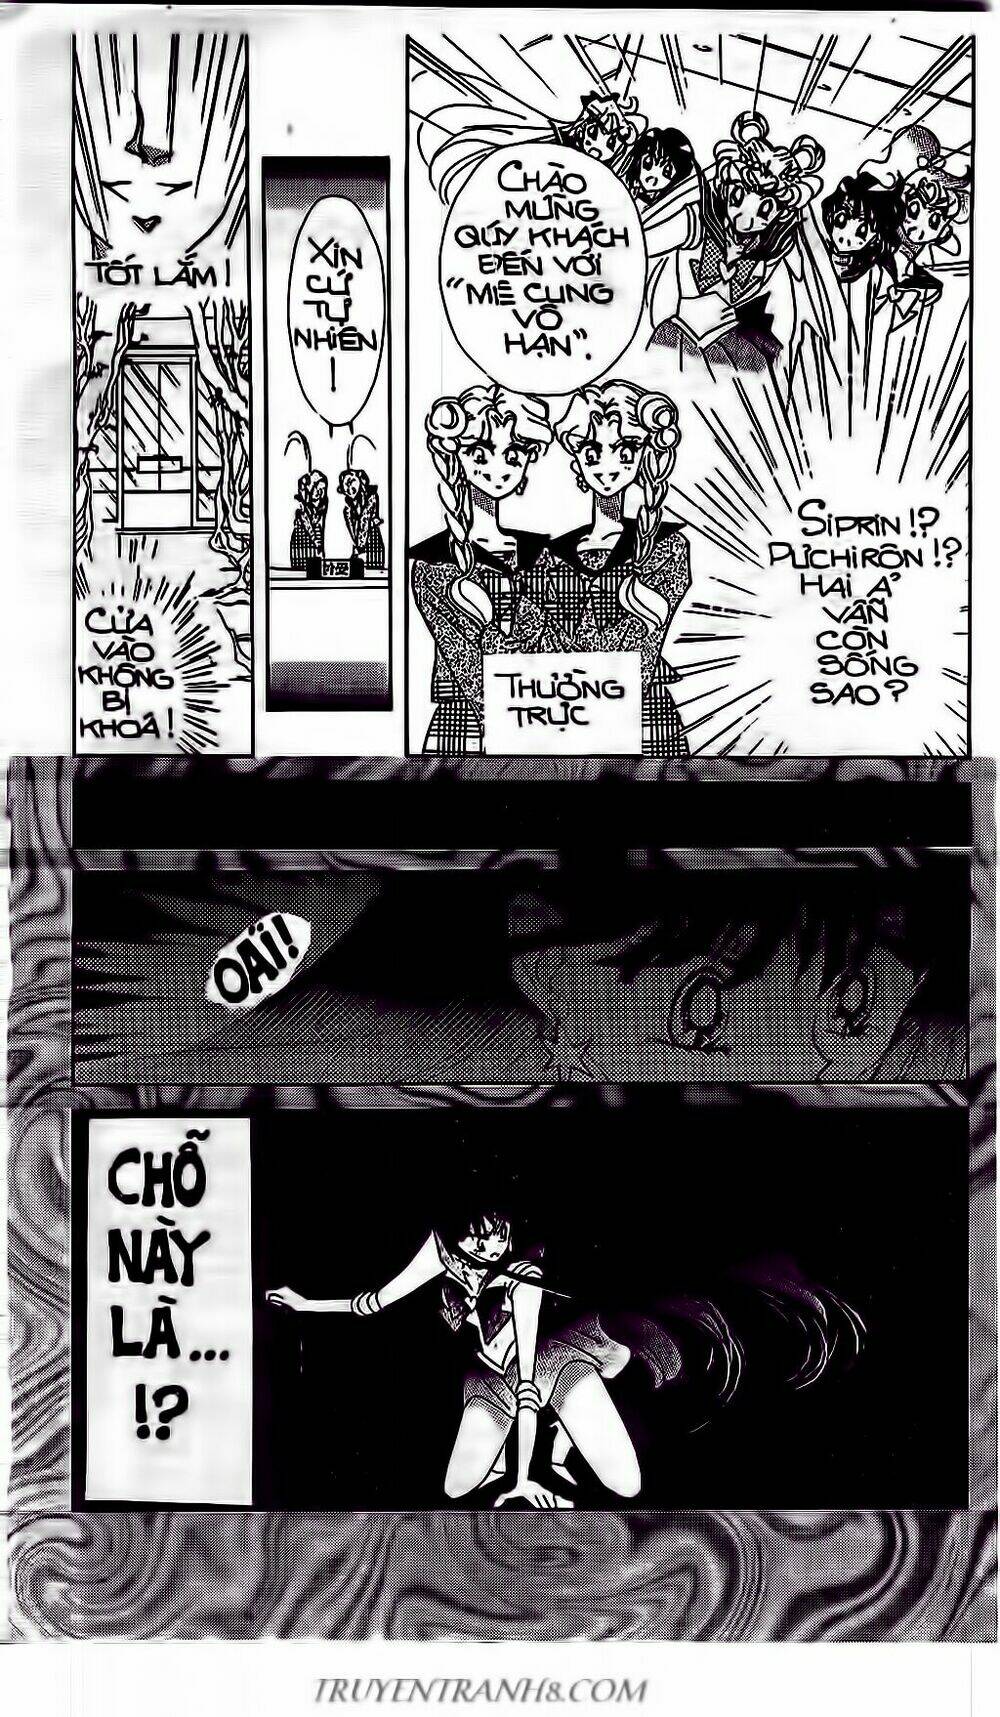 TỐT LẮM!
CỬA
VÀO
KHÔNG
BỊ
KHOÁ!
XIN
CỨ
TỰ
NHIÊN!
CHÀO
MỪNG
QUÝ KHÁCH
ĐẾN VỚI
"MÊ CUNG
VÔ
HẠN".
SIPRIN!?
PƯCHIRÔN!?
HAI Ả
VẪN
CÒN
SỐNG
SAO?
THƯỜNG
TRỰC
OÁI!
CHỖ
NÀY
LÀ...
!?
TRUYENTRANH8.COM